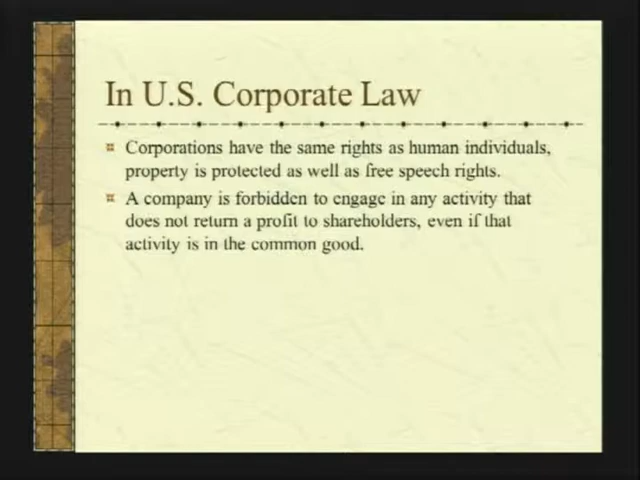 In U.S. Corporate Law
Corporations have the same rights as human individuals,
property is protected as well as free speech rights.
A company is forbidden to engage in any activity that
does not return a profit to shareholders, even if that
activity is in the common good.